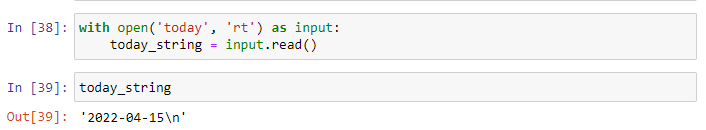 In [38]: with open('today', 'rt') as input:
    today_string = input.read()
In [39]: today_string
Out[39]: '2022-04-15\n'